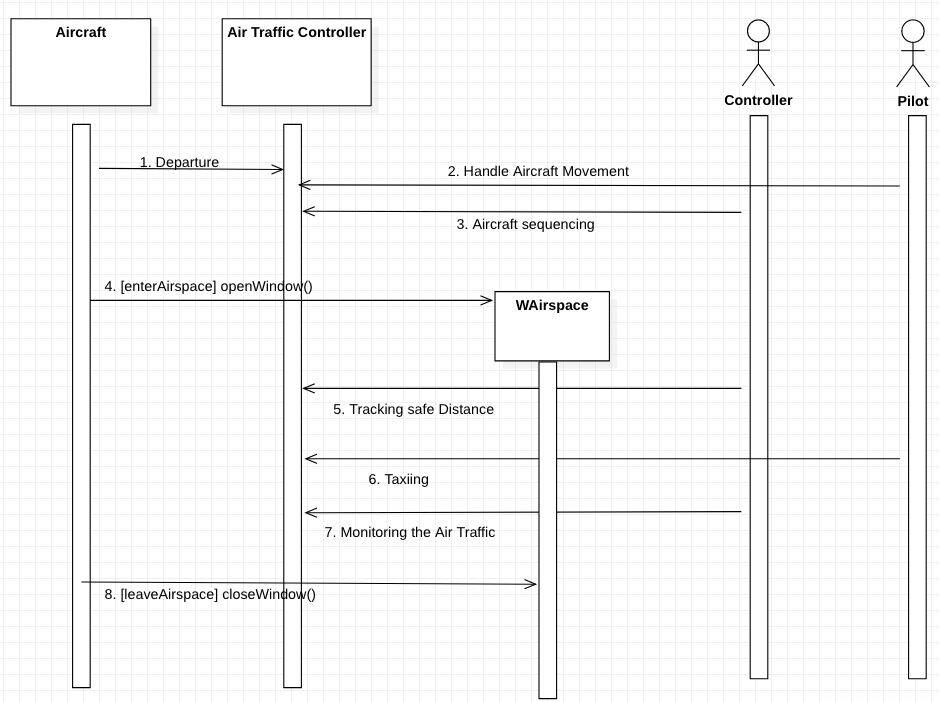 Aircraft
Air Traffic Controller
Controller
Pilot
1. Departure
2. Handle Aircraft Movement
3. Aircraft sequencing
4. [enterAirspace] openWindow()
WAirspace
5. Tracking safe Distance
6. Taxiing
7. Monitoring the Air Traffic
8. [leaveAirspace] closeWindow()